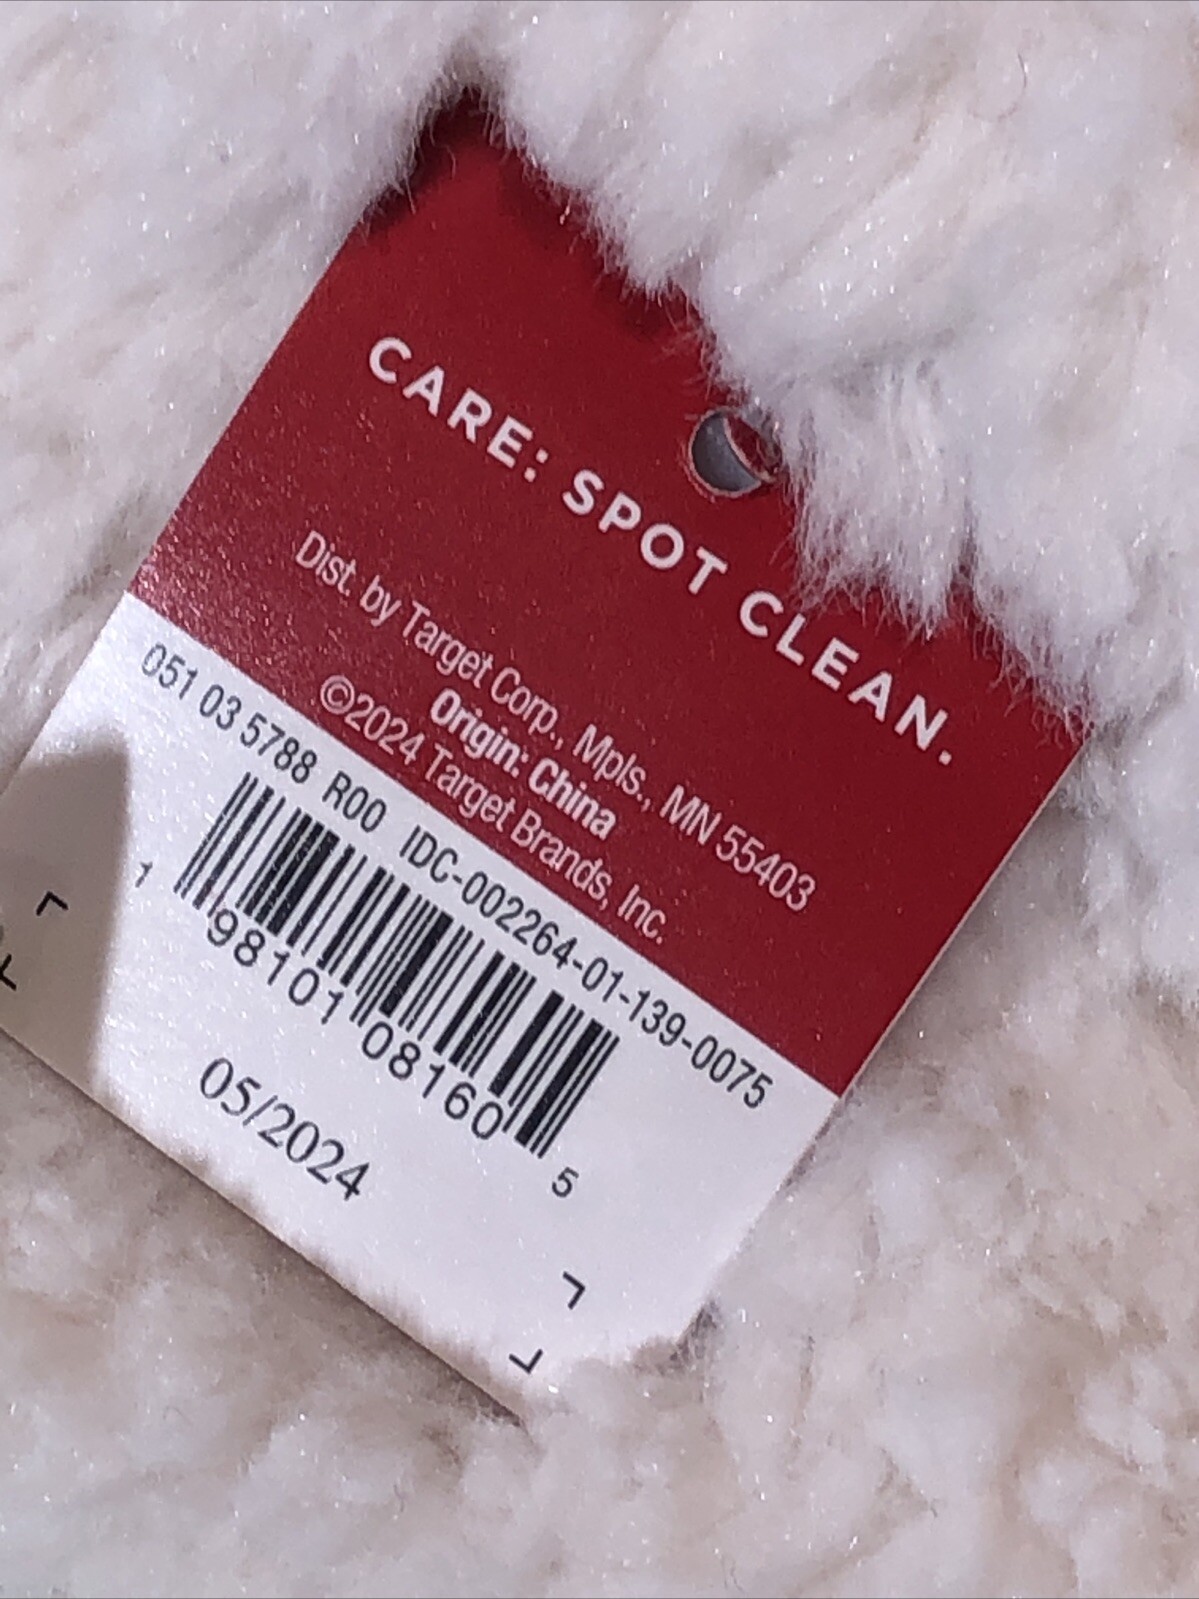 CARE: SPOT CLEAN.
Dist. by Target Corp., Mpls., MN 55403
Origin: China
©2024 Target Brands, Inc.
051 03 5788 R00 IDC-002264-01-139-0075
1 98101 08160 5
05/2024